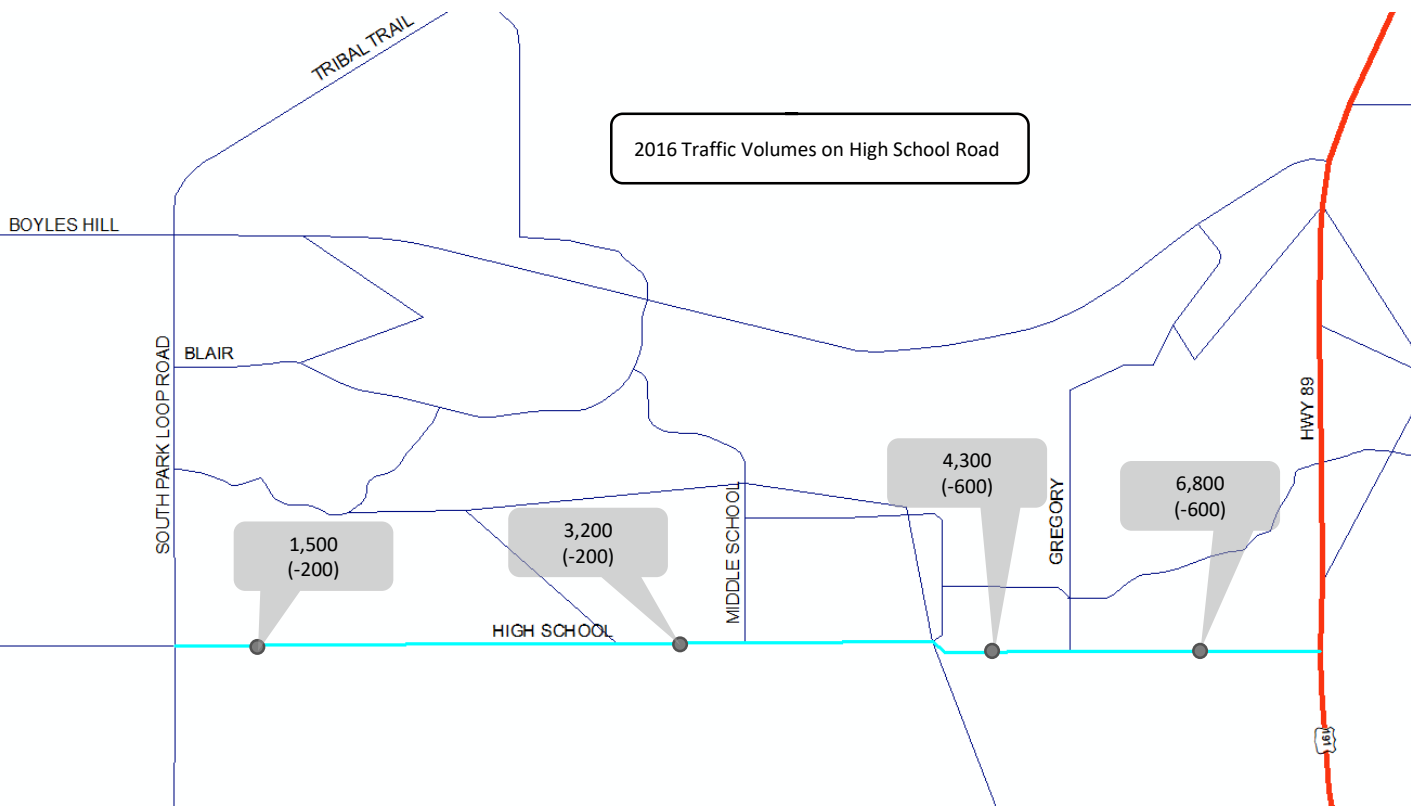 TRIBAL TRAIL
2016 Traffic Volumes on High School Road
BOYLES HILL
BLAIR
SOUTH PARK LOOP ROAD
HWY 89
4,300
(-600)
6,800
(-600)
GREGORY
MIDDLE SCHOOL
1,500
(-200)
3,200
(-200)
HIGH SCHOOL
191